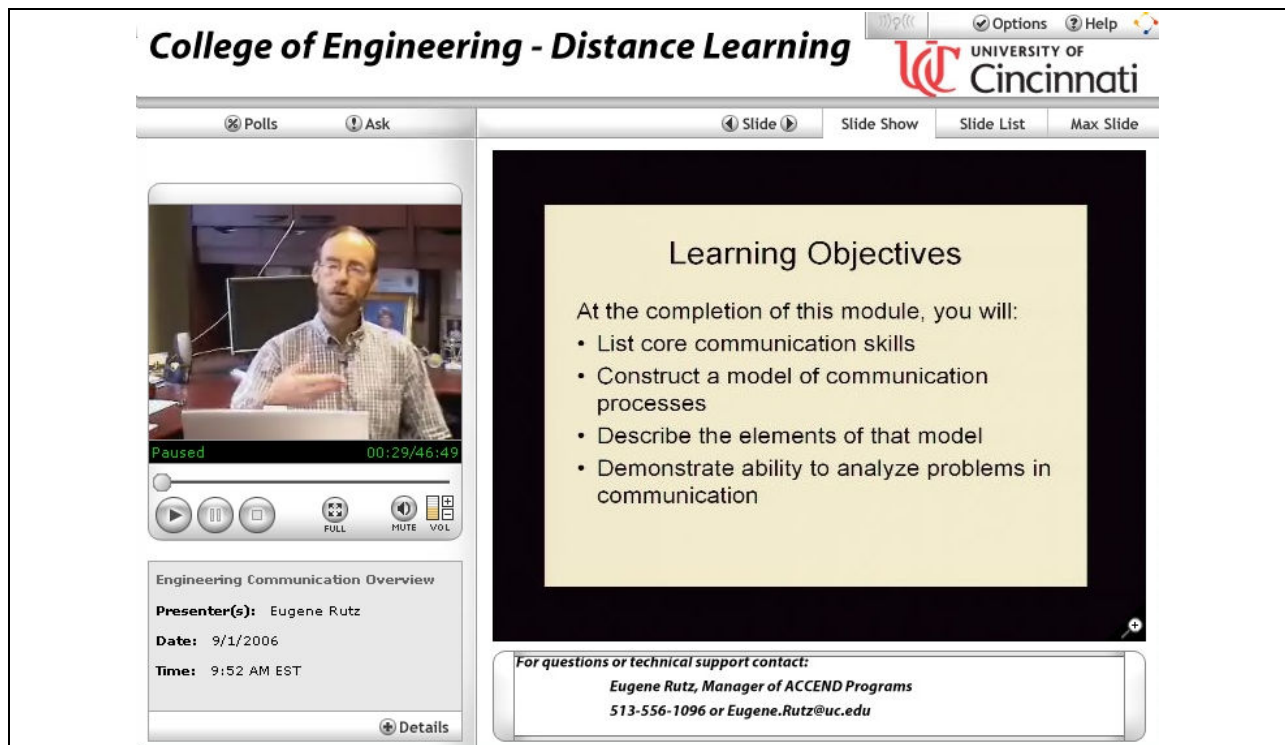 College of Engineering - Distance Learning
Options
Help
UC
UNIVERSITY OF
Cincinnati
Polls
Ask
Slide
Slide Show
Slide List
Max Slide
Paused
00:29/46:49
FULL
MUTE
VOL
Engineering Communication Overview
Presenter(s): Eugene Rutz
Date: 9/1/2006
Time: 9:52 AM EST
Details
Learning Objectives
At the completion of this module, you will:
• List core communication skills
• Construct a model of communication
processes
• Describe the elements of that model
• Demonstrate ability to analyze problems in
communication
For questions or technical support contact:
Eugene Rutz, Manager of ACCEND Programs
513-556-1096 or Eugene.Rutz@uc.edu